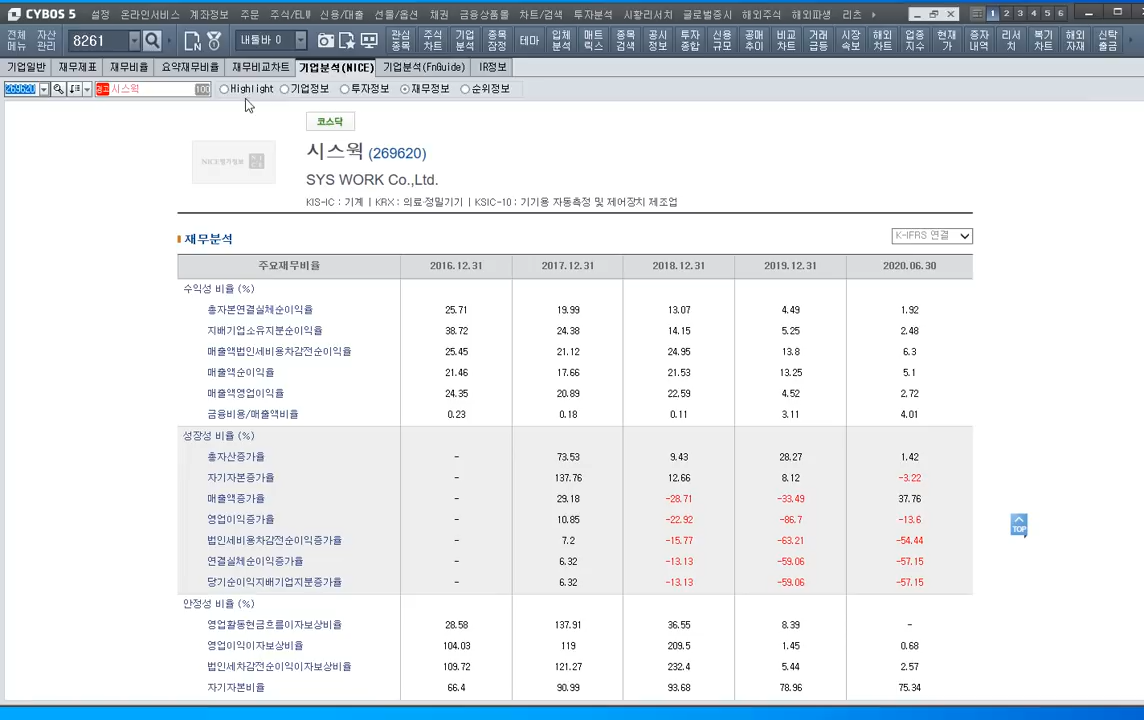 CYBOS 5 설정 온라인서비스 계좌정보 주문 주식/ELW 신용/대출 선물/옵션 채권 금융상품몰 차트/검색 투자분석 시황리서치 글로벌증시 해외주식 해외파생 리츠 1 2 3 4 5 6
전체메뉴 자산관리 8261 내툴바 0 관심종목 주식차트 기업분석 종목잠정 테마 업체분석 매트릭스 종목검색 공시정보 투자종합 신용규모 공매추이 비교차트 거래급등 시장속보 해외차트 업종지수 현재가 증자내역 리서치 복기차트 해외자재 신탁출금
기업일반 재무제표 재무비율 요약재무비율 재무비교차트 기업분석(NICE) 기업분석(FnGuide) IR정보
269620 경고 시스웍 100 Highlight 기업정보 투자정보 재무정보 순위정보
코스닥
NICE평가정보
시스웍 (269620)
SYS WORK Co.,Ltd.
KIS-IC : 기계 | KRX : 의료·정밀기기 | KSIC-10 : 기기용 자동측정 및 제어장치 제조업
재무분석 K-IFRS 연결
주요재무비율 2016.12.31 2017.12.31 2018.12.31 2019.12.31 2020.06.30
수익성 비율 (%)
총자본연결실체순이익율 25.71 19.99 13.07 4.49 1.92
지배기업소유지분순이익율 38.72 24.38 14.15 5.25 2.48
매출액법인세비용차감전순이익율 25.45 21.12 24.95 13.8 6.3
매출액순이익율 21.46 17.66 21.53 13.25 5.1
매출액영업이익율 24.35 20.89 22.59 4.52 2.72
금융비용/매출액비율 0.23 0.18 0.11 3.11 4.01
성장성 비율 (%)
총자산증가율 - 73.53 9.43 28.27 1.42
자기자본증가율 - 137.76 12.66 8.12 -3.22
매출액증가율 - 29.18 -28.71 -33.49 37.76
영업이익증가율 - 10.85 -22.92 -86.7 -13.6
법인세비용차감전순이익증가율 - 7.2 -15.77 -63.21 -54.44
연결실체순이익증가율 - 6.32 -13.13 -59.06 -57.15
당기순이익지배기업지분증가율 - 6.32 -13.13 -59.06 -57.15
TOP
안정성 비율 (%)
영업활동현금흐름이자보상비율 28.58 137.91 36.55 8.39 -
영업이익이자보상비율 104.03 119 209.5 1.45 0.68
법인세차감전순이익이자보상비율 109.72 121.27 232.4 5.44 2.57
자기자본비율 66.4 90.99 93.68 78.96 75.34